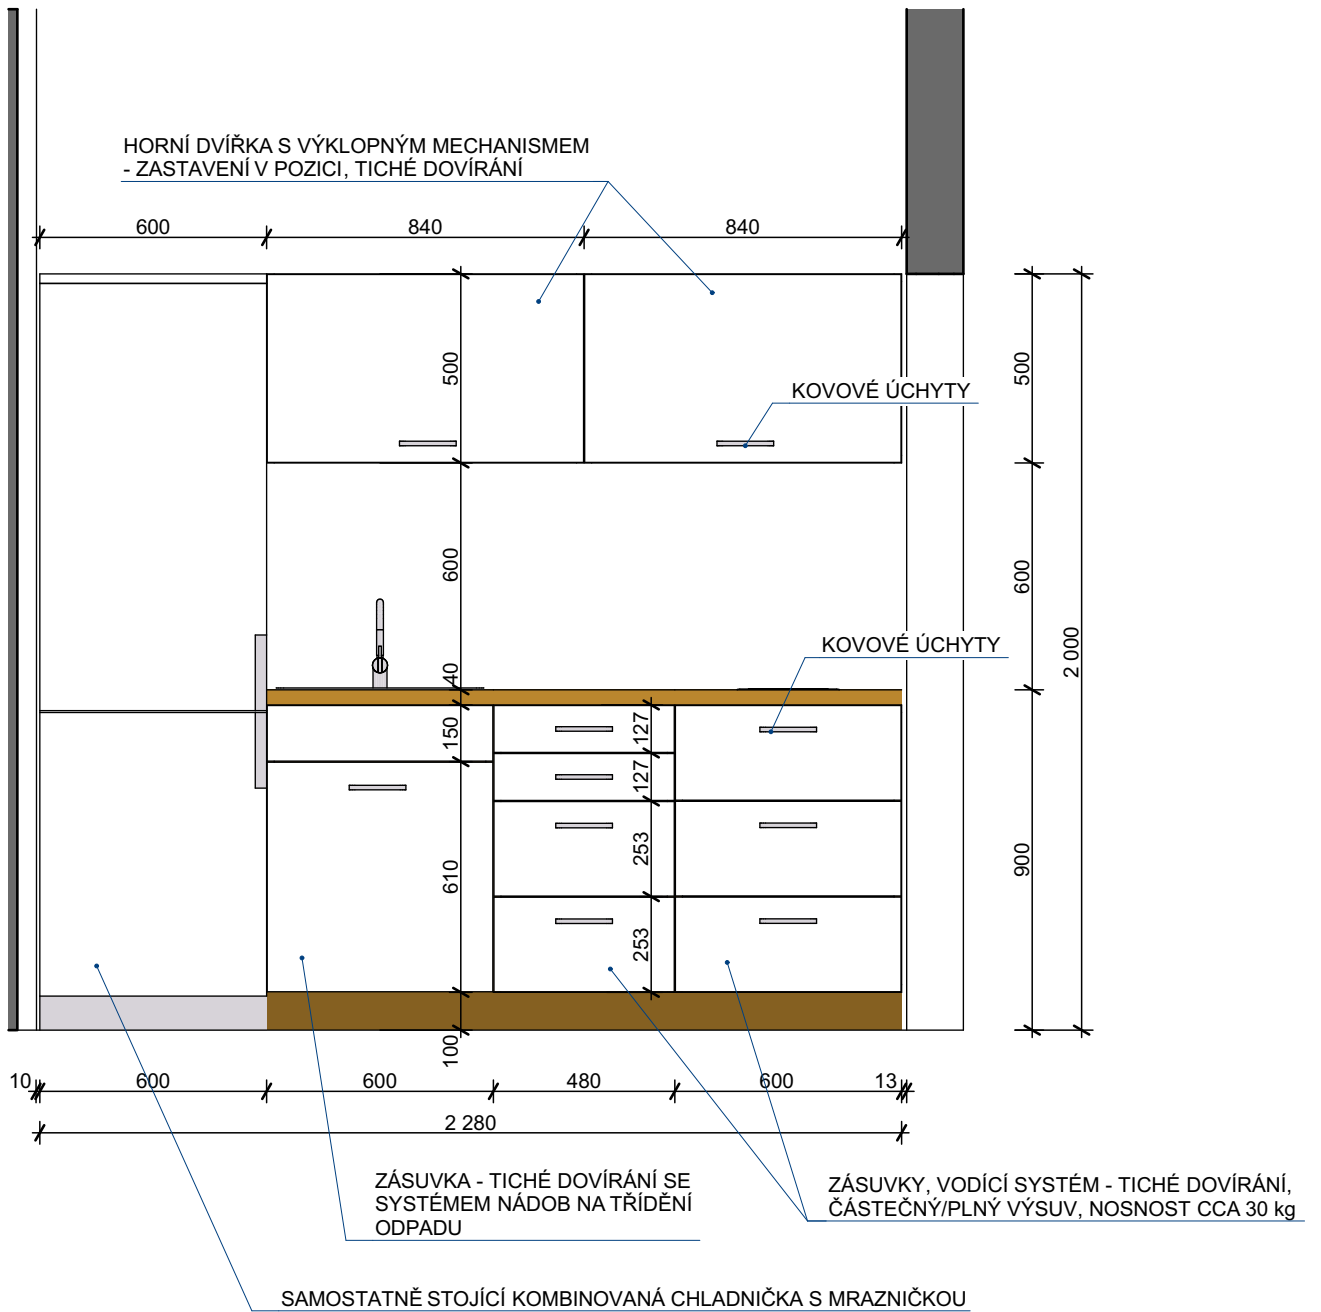 HORNÍ DVÍŘKA S VÝKLOPNÝM MECHANISMEM
- ZASTAVENÍ V POZICI, TICHÉ DOVÍRÁNÍ
600
840
840
500
500
KOVOVÉ ÚCHYTY
600
600
KOVOVÉ ÚCHYTY
2 000
40
150
127
127
253
610
900
253
100
10
600
600
480
600
13
2 280
ZÁSUVKA - TICHÉ DOVÍRÁNÍ SE
SYSTÉMEM NÁDOB NA TŘÍDĚNÍ
ODPADU
ZÁSUVKY, VODÍCÍ SYSTÉM - TICHÉ DOVÍRÁNÍ,
ČÁSTEČNÝ/PLNÝ VÝSUV, NOSNOST CCA 30 kg
SAMOSTATNĚ STOJÍCÍ KOMBINOVANÁ CHLADNIČKA S MRAZNIČKOU